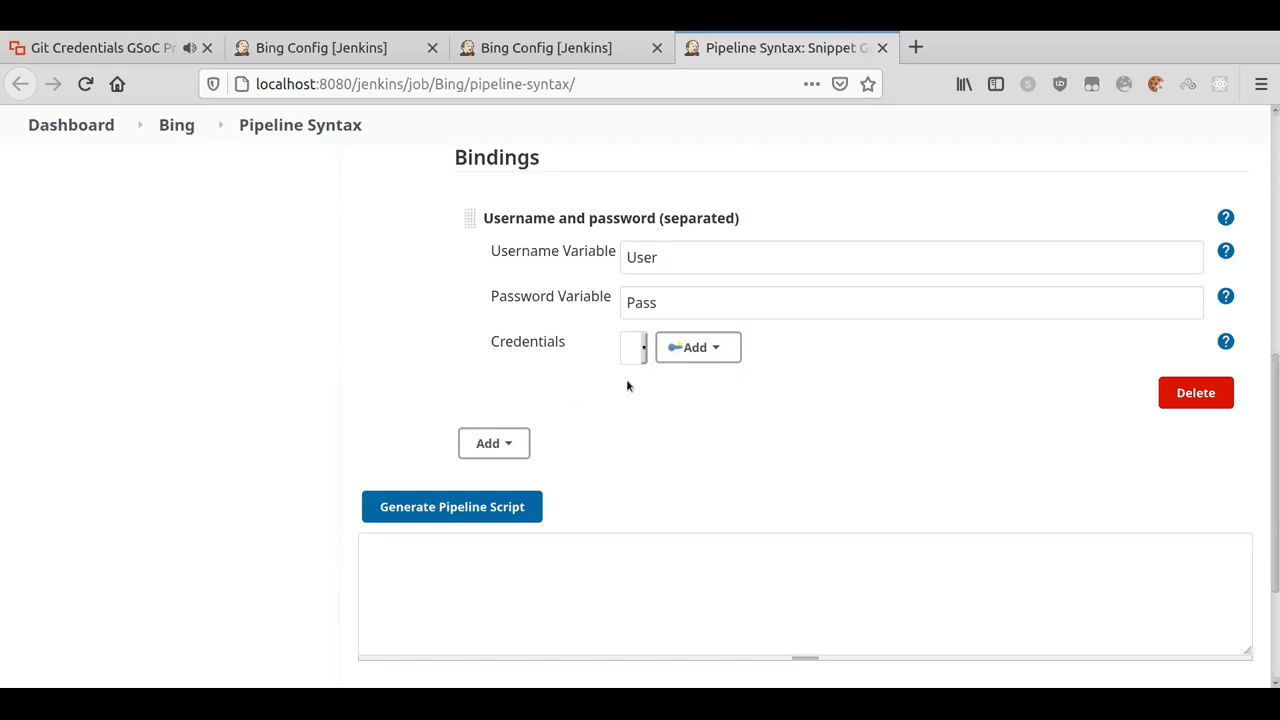 Git Credentials GSoC Pr
Bing Config [Jenkins]
Bing Config [Jenkins]
Pipeline Syntax: Snippet G
localhost:8080/jenkins/job/Bing/pipeline-syntax/
Dashboard
Bing
Pipeline Syntax
Bindings
Username and password (separated)
Username Variable
User
Password Variable
Pass
Credentials
Add
Delete
Add
Generate Pipeline Script